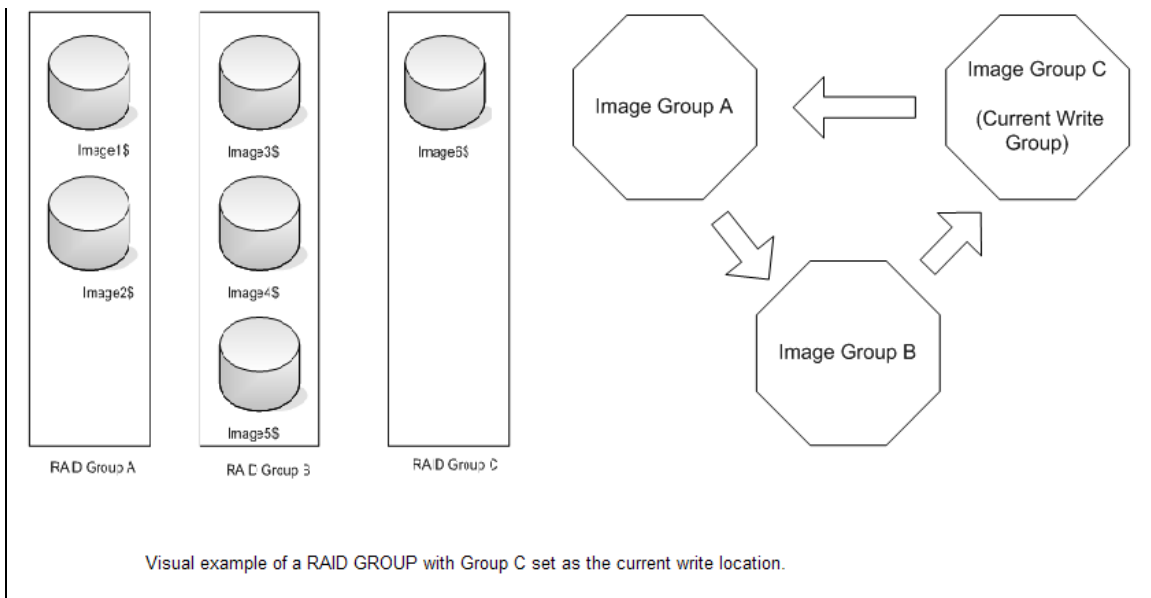 Image1$
Image2$
RAID Group A
Image3$
Image4$
Image5$
RAID Group B
Image6$
RAID Group C
Image Group A
Image Group C
(Current Write
Group)
Image Group B
Visual example of a RAID GROUP with Group C set as the current write location.